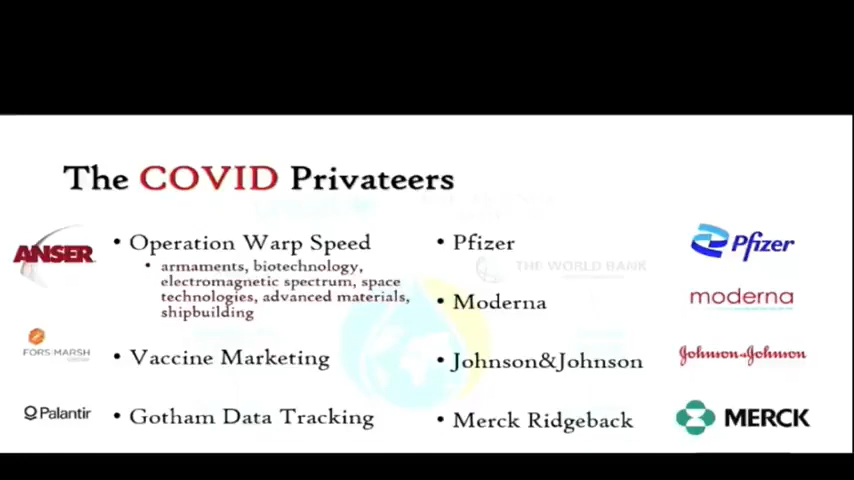 The COVID Privateers
ANSER
• Operation Warp Speed
• armaments, biotechnology,
electromagnetic spectrum, space
technologies, advanced materials,
shipbuilding
FORS MARSH
• Vaccine Marketing
Palantir
• Gotham Data Tracking
• Pfizer
Pfizer
THE WORLD BANK
• Moderna
moderna
• Johnson&Johnson
Johnson&Johnson
• Merck Ridgeback
MERCK